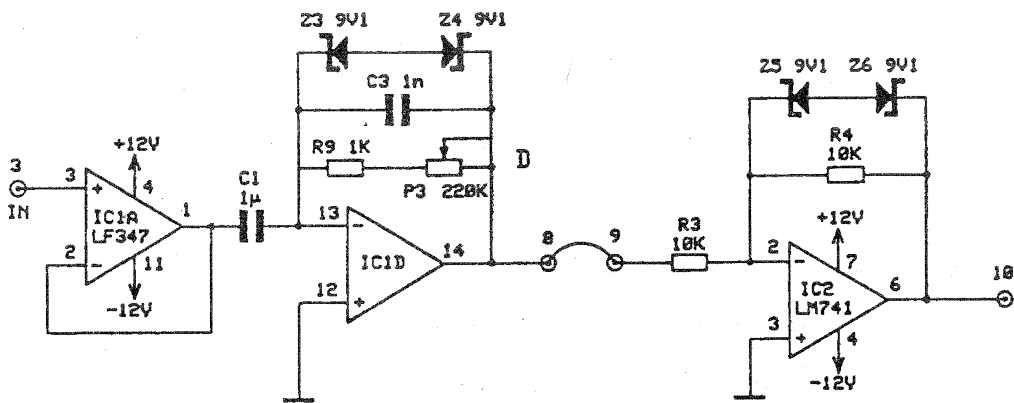 Z3 9V1
Z4 9V1
C3 1n
R9 1K
P3 220K
D
Z5 9V1
Z6 9V1
R4
10K
3
IN
+12V
3
4
+
IC1A
LF347
1
2
-
11
-12V
C1
1µ
13
-
IC1D
14
12
+
8
9
R3
10K
+12V
2
-
7
IC2
LM741
6
3
+
4
-12V
10